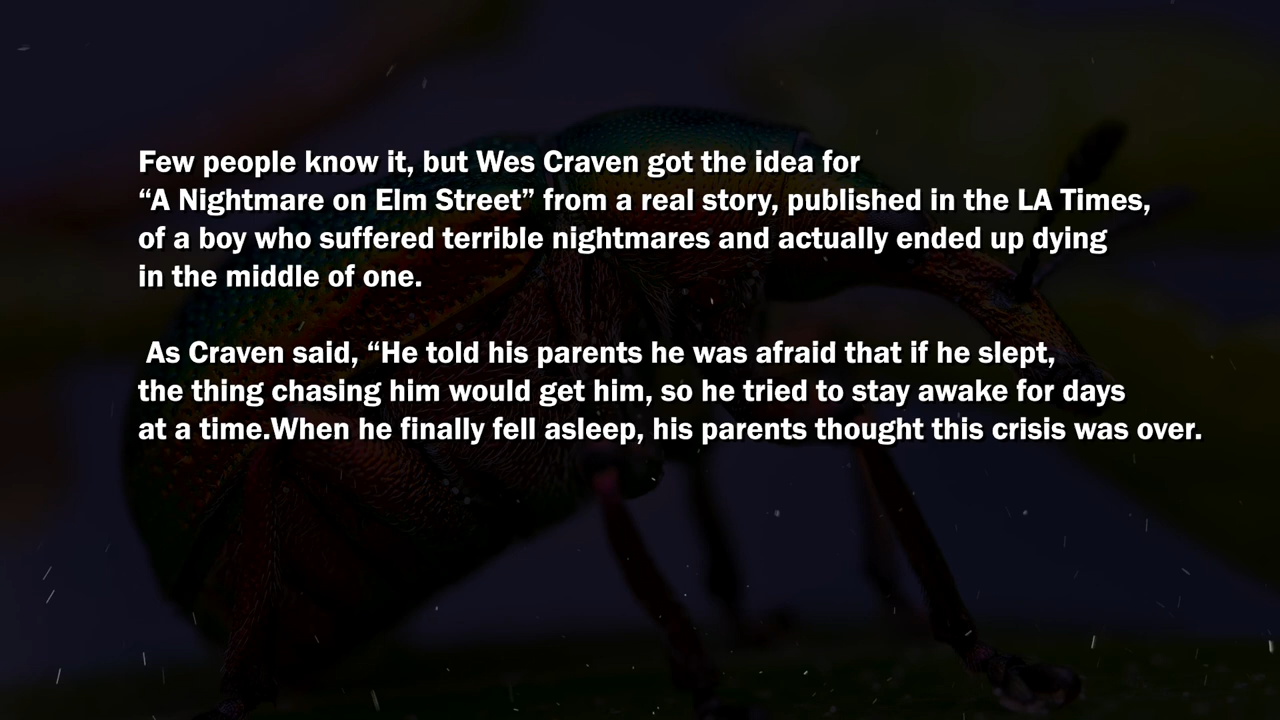 Few people know it, but Wes Craven got the idea for
“A Nightmare on Elm Street” from a real story, published in the LA Times,
of a boy who suffered terrible nightmares and actually ended up dying
in the middle of one.
As Craven said, “He told his parents he was afraid that if he slept,
the thing chasing him would get him, so he tried to stay awake for days
at a time.When he finally fell asleep, his parents thought this crisis was over.